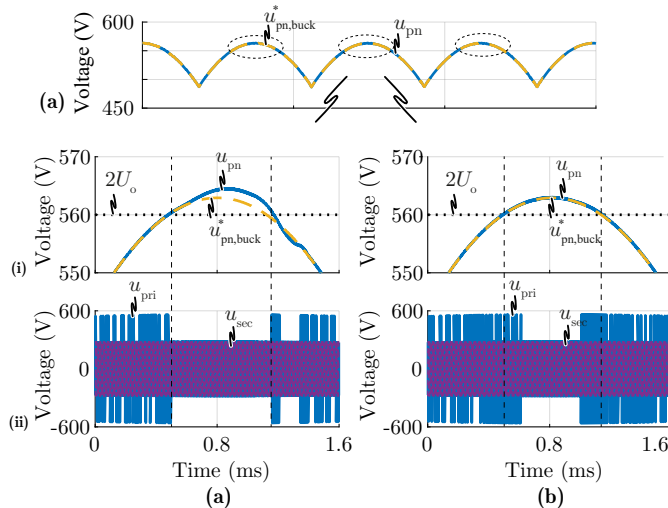 600
450
Voltage (V)
u*pn,buck
upn
(a)
570
560
550
Voltage (V)
2Uo
upn
u*pn,buck
(i)
570
560
550
Voltage (V)
2Uo
upn
u*pn,buck
600
0
-600
Voltage (V)
upri
usec
(ii)
0
0.8
1.6
Time (ms)
(a)
600
0
-600
Voltage (V)
upri
usec
0
0.8
1.6
Time (ms)
(b)